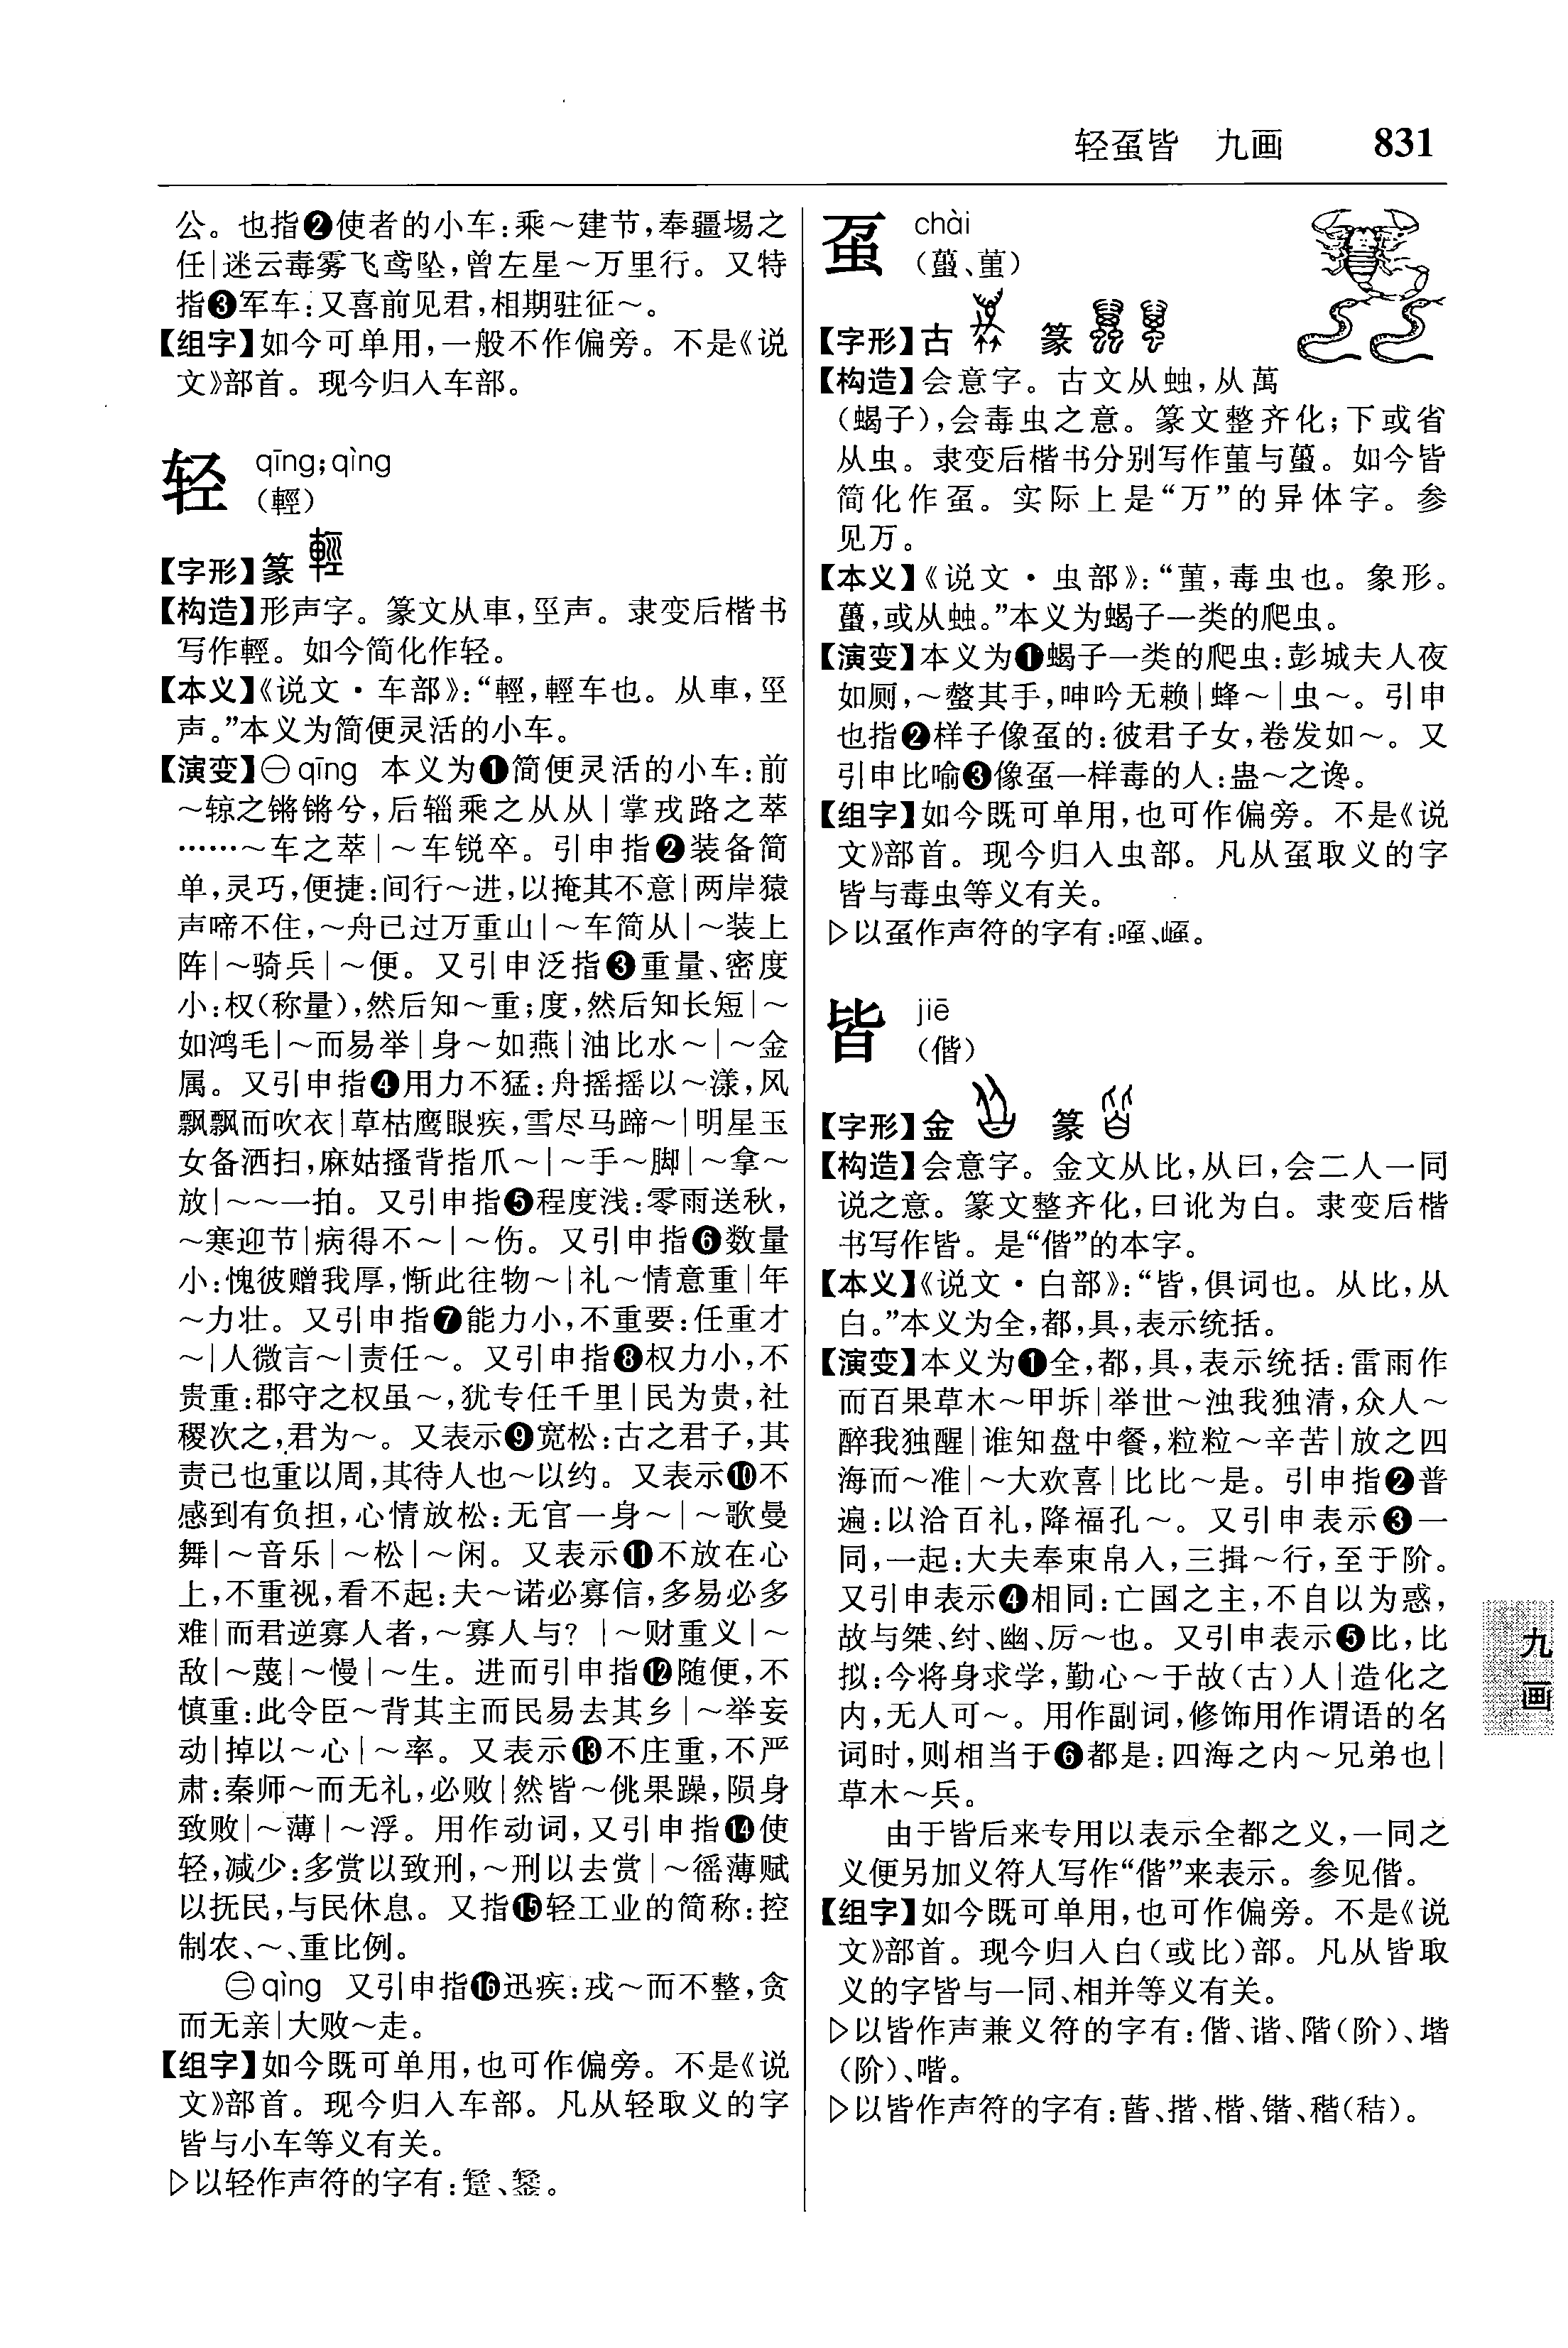 轻虿皆　九画　831
公。也指❷使者的小车:乘～建节,奉疆场之
任|迷云毒雾飞鸢坠,曾左星～万里行。又特
指❸军车:又喜前见君,相期驻征～。
【组字】如今可单用,一般不作偏旁。不是《说
文》部首。现今归入车部。
轻 qīng;qìng
(輕)
【字形】篆
【构造】形声字。篆文从車,巠声。隶变后楷书
写作輕。如今简化作轻。
【本义】《说文·车部》:“輕,輕车也。从車,巠
声。”本义为简便灵活的小车。
【演变】㊀qīng 本义为❶简便灵活的小车:前
～辌之锵锵兮,后辎乘之从从|掌戎路之萃
……～车之萃|～车锐卒。引申指❷装备简
单,灵巧,便捷:间行～进,以掩其不意|两岸猿
声啼不住,～舟已过万重山|～车简从|～装上
阵|～骑兵|～便。又引申泛指❸重量、密度
小:权(称量),然后知～重;度,然后知长短|～
如鸿毛|～而易举|身～如燕|油比水～|～金
属。又引申指❹用力不猛:舟摇摇以～漾,风
飘飘而吹衣|草枯鹰眼疾,雪尽马蹄～|明星玉
女备洒扫,麻姑搔背指爪～|～手～脚|～拿～
放|～～一拍。又引申指❺程度浅:零雨送秋,
～寒迎节|病得不～|～伤。又引申指❻数量
小:愧彼赠我厚,惭此往物～|礼～情意重|年
～力壮。又引申指❼能力小,不重要:任重才
～|人微言～|责任～。又引申指❽权力小,不
贵重:郡守之权虽～,犹专任千里|民为贵,社
稷次之,君为～。又表示❾宽松:古之君子,其
责己也重以周,其待人也～以约。又表示❿不
感到有负担,心情放松:无官一身～|～歌曼
舞|～音乐|～松|～闲。又表示⓫不放在心
上,不重视,看不起:夫～诺必寡信,多易必多
难|而君逆寡人者,～寡人与?|～财重义|～
敌|～蔑|～慢|～生。进而引申指⓬随便,不
慎重:此令臣～背其主而民易去其乡|～举妄
动|掉以～心|～率。又表示⓭不庄重,不严
肃:秦师～而无礼,必败|然皆～佻果躁,陨身
致败|～薄|～浮。用作动词,又引申指⓮使
轻,减少:多赏以致刑,～刑以去赏|～徭薄赋
以抚民,与民休息。又指⓯轻工业的简称:控
制农、～、重比例。
㊁qìng 又引申指⓰迅疾:戎～而不整,贪
而无亲|大败～走。
【组字】如今既可单用,也可作偏旁。不是《说
文》部首。现今归入车部。凡从轻取义的字
皆与小车等义有关。
▷以轻作声符的字有:
虿 chài
(蠆、䘍)
【字形】古　篆
【构造】会意字。古文从䖵,从萬
(蝎子),会毒虫之意。篆文整齐化;下或省
从虫。隶变后楷书分别写作䘍与蠆。如今皆
简化作虿。实际上是“万”的异体字。参
见万。
【本义】《说文·虫部》:“䘍,毒虫也。象形。
蠆,或从䖵。”本义为蝎子一类的爬虫。
【演变】本义为❶蝎子一类的爬虫:彭城夫人夜
如厕,～螫其手,呻吟无赖|蜂～|虫～。引申
也指❷样子像虿的:彼君子女,卷发如～。又
引申比喻❸像虿一样毒的人:蛊～之谗。
【组字】如今既可单用,也可作偏旁。不是《说
文》部首。现今归入虫部。凡从虿取义的字
皆与毒虫等义有关。
▷以虿作声符的字有:
皆 jiē
(偕)
【字形】金　篆
【构造】会意字。金文从比,从曰,会二人一同
说之意。篆文整齐化,曰讹为白。隶变后楷
书写作皆。是“偕”的本字。
【本义】《说文·白部》:“皆,俱词也。从比,从
白。”本义为全,都,具,表示统括。
【演变】本义为❶全,都,具,表示统括:雷雨作
而百果草木～甲坼|举世～浊我独清,众人～
醉我独醒|谁知盘中餐,粒粒～辛苦|放之四
海而～准|～大欢喜|比比～是。引申指❷普
遍:以洽百礼,降福孔～。又引申表示❸一
同,一起:大夫奉束帛入,三揖～行,至于阶。
又引申表示❹相同:亡国之主,不自以为惑,
故与桀、纣、幽、厉～也。又引申表示❺比,比
拟:今将身求学,勤心～于故(古)人|造化之
内,无人可～。用作副词,修饰用作谓语的名
词时,则相当于❻都是:四海之内～兄弟也|
草木～兵。
由于皆后来专用以表示全都之义,一同之
义便另加义符人写作“偕”来表示。参见偕。
【组字】如今既可单用,也可作偏旁。不是《说
文》部首。现今归入白(或比)部。凡从皆取
义的字皆与一同、相并等义有关。
▷以皆作声兼义符的字有:偕、谐、階(阶)、堦
(阶)、喈。
▷以皆作声符的字有:蒈、揩、楷、锴、稭(秸)。
九
画